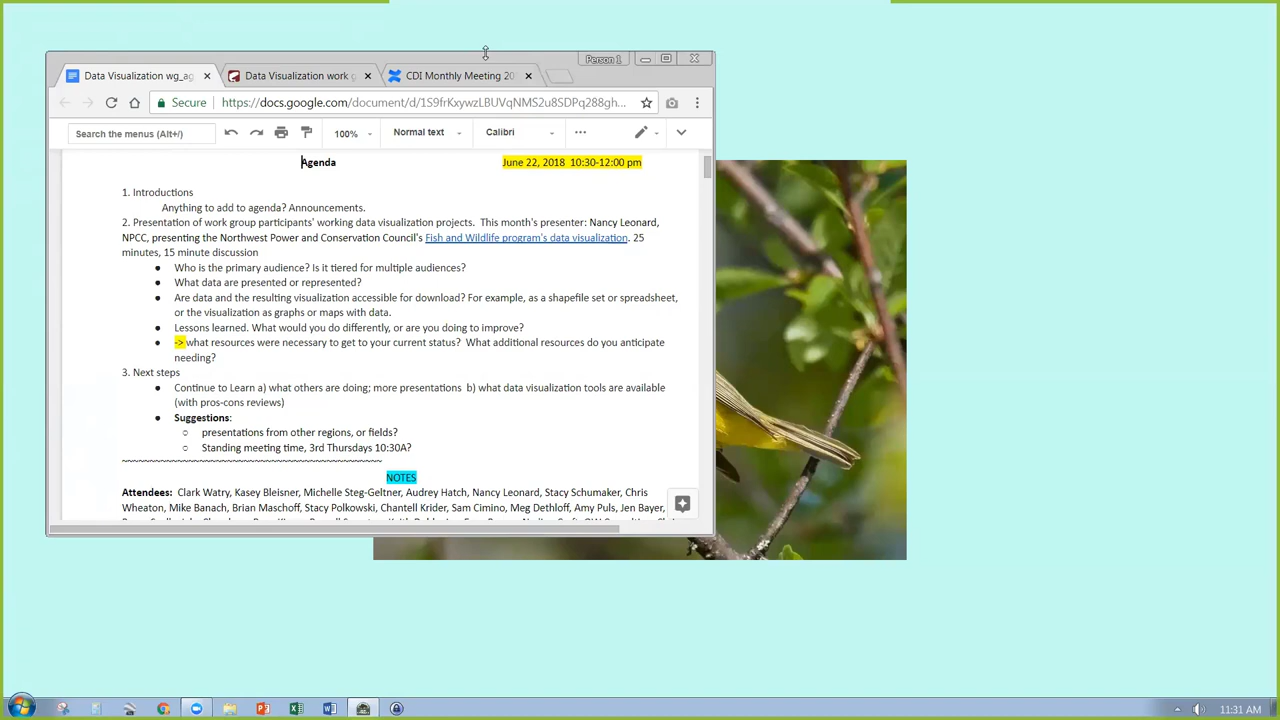 Person 1
Data Visualization wg_ag
Data Visualization work g
CDI Monthly Meeting 20
Secure
https://docs.google.com/document/d/1S9frKxywzLBUVqNMS2u8SDPq288gh...
Search the menus (Alt+/)
100%
Normal text
Calibri
Agenda
June 22, 2018 10:30-12:00 pm
1. Introductions
Anything to add to agenda? Announcements.
2. Presentation of work group participants' working data visualization projects. This month's presenter: Nancy Leonard,
NPCC, presenting the Northwest Power and Conservation Council's Fish and Wildlife program's data visualization. 25
minutes, 15 minute discussion
● Who is the primary audience? Is it tiered for multiple audiences?
● What data are presented or represented?
● Are data and the resulting visualization accessible for download? For example, as a shapefile set or spreadsheet,
or the visualization as graphs or maps with data.
● Lessons learned. What would you do differently, or are you doing to improve?
● -> what resources were necessary to get to your current status? What additional resources do you anticipate
needing?
3. Next steps
● Continue to Learn a) what others are doing; more presentations b) what data visualization tools are available
(with pros-cons reviews)
● Suggestions:
○ presentations from other regions, or fields?
○ Standing meeting time, 3rd Thursdays 10:30A?
NOTES
Attendees: Clark Watry, Kasey Bleisner, Michelle Steg-Geltner, Audrey Hatch, Nancy Leonard, Stacy Schumaker, Chris
Wheaton, Mike Banach, Brian Maschoff, Stacy Polkowski, Chantell Krider, Sam Cimino, Meg Dethloff, Amy Puls, Jen Bayer,
11:31 AM